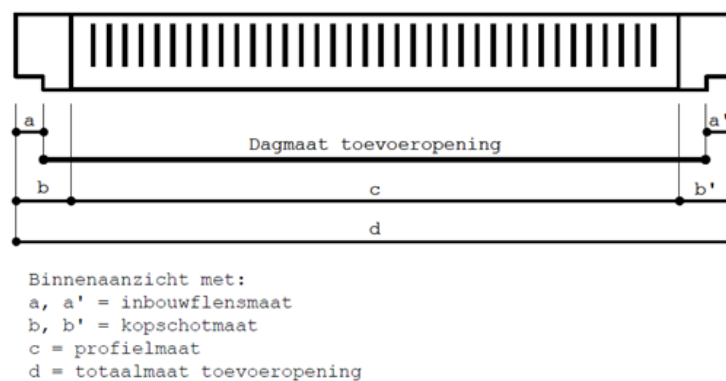 a
a'
Dagmaat toevoeropening
b
c
b'
d
Binnenaanzicht met:
a, a' = inbouwflensmaat
b, b' = kopschotmaat
c = profielmaat
d = totaalmaat toevoeropening